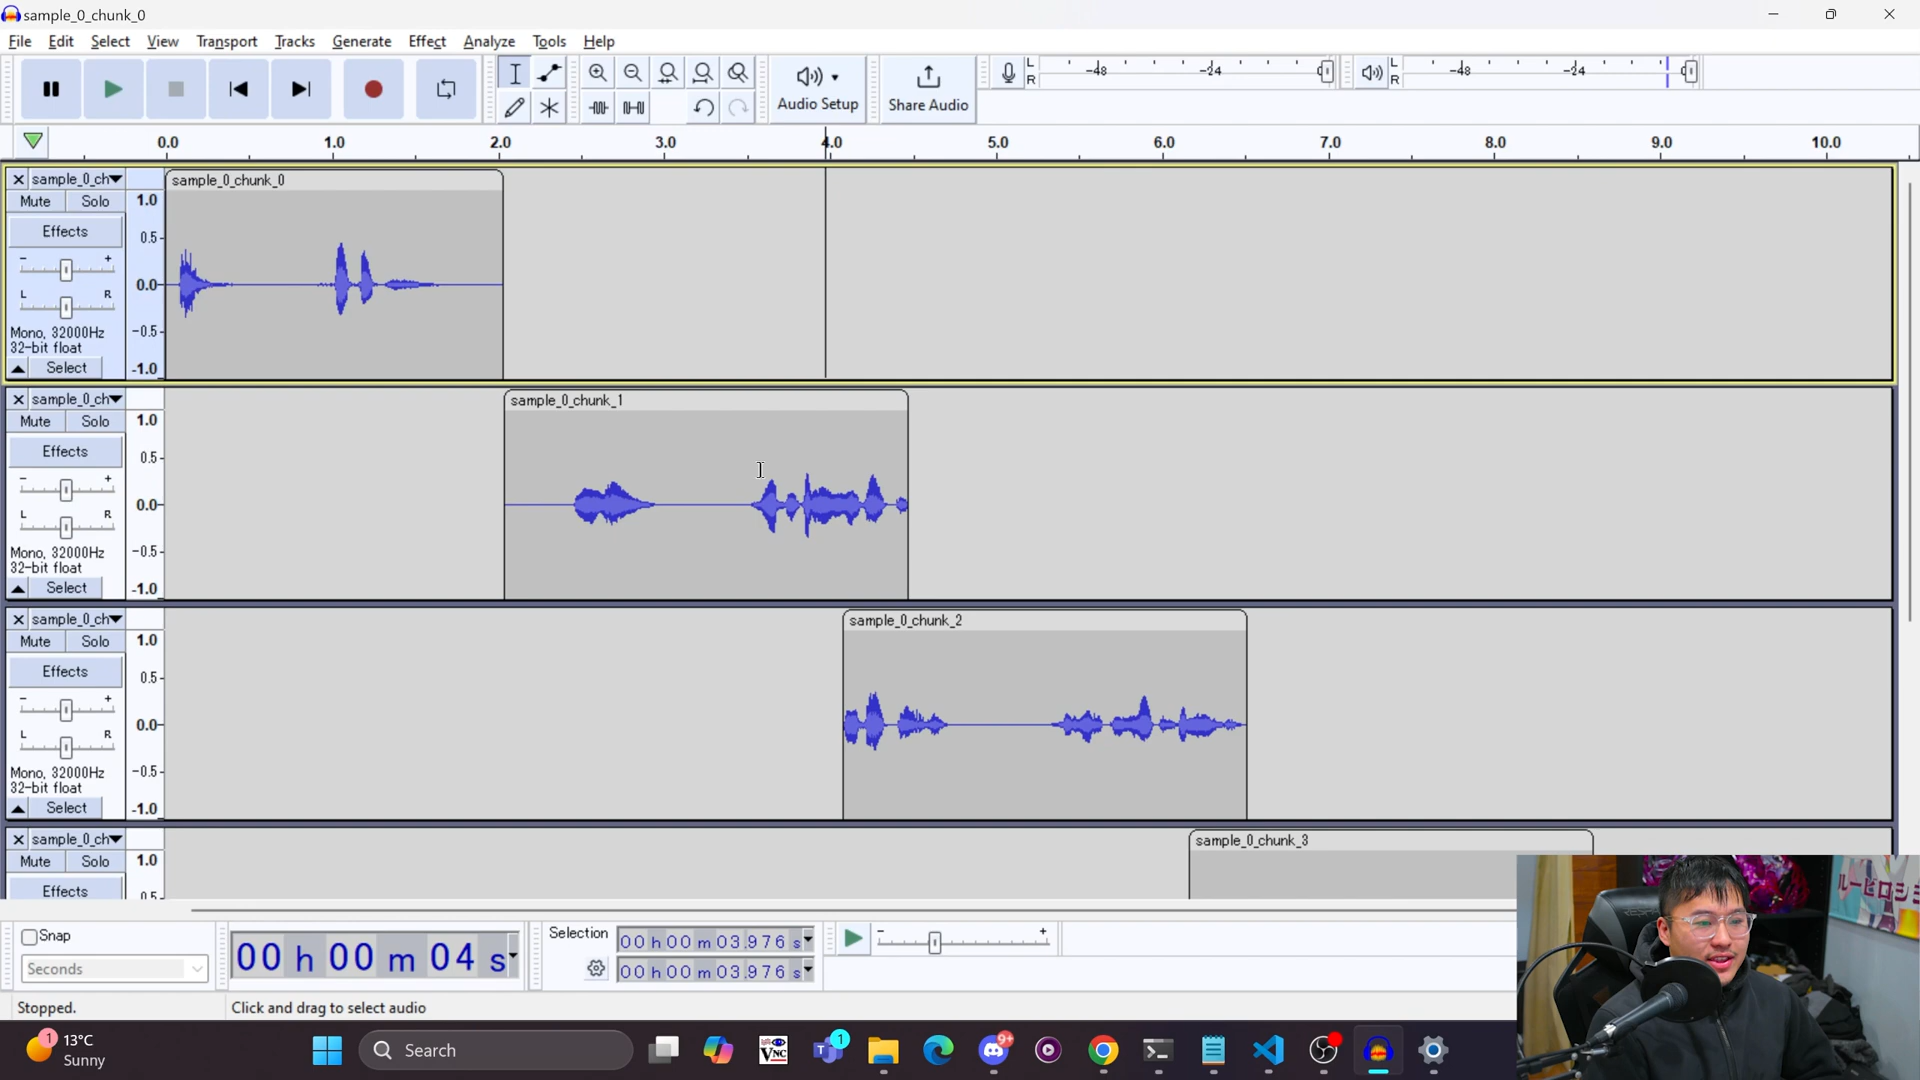 sample_0_chunk_0
File Edit Select View Transport Tracks Generate Effect Analyze Tools Help
Audio Setup
Share Audio
L
R
-48 -24
L
R
-48 -24
0.0 1.0 2.0 3.0 4.0 5.0 6.0 7.0 8.0 9.0 10.0
sample_0_ch
Mute Solo
Effects
- +
L R
Mono, 32000Hz
32-bit float
Select
1.0
0.5
0.0
-0.5
-1.0
sample_0_chunk_0
sample_0_ch
Mute Solo
Effects
- +
L R
Mono, 32000Hz
32-bit float
Select
1.0
0.5
0.0
-0.5
-1.0
sample_0_chunk_1
sample_0_ch
Mute Solo
Effects
- +
L R
Mono, 32000Hz
32-bit float
Select
1.0
0.5
0.0
-0.5
-1.0
sample_0_chunk_2
sample_0_ch
Mute Solo
Effects
1.0
0.5
sample_0_chunk_3
Snap
Seconds
00 h 00 m 04 s
Selection
00 h 00 m 03.976 s
00 h 00 m 03.976 s
- +
Stopped.
Click and drag to select audio
1
13°C
Sunny
Search
VNC
1
9+